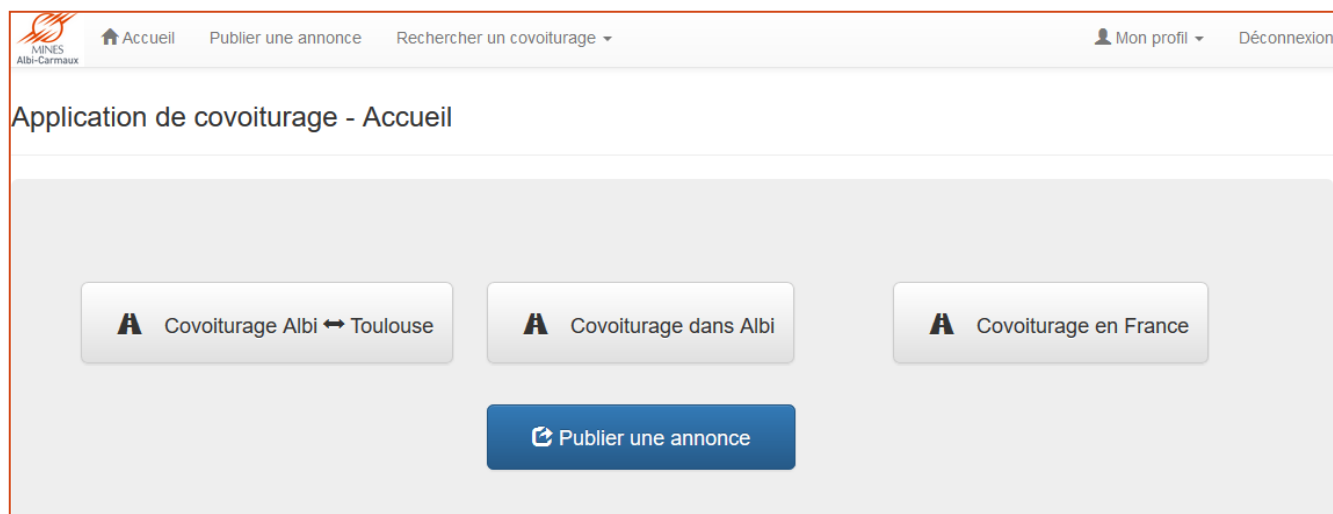 MINES
Albi-Carmaux
Accueil Publier une annonce Rechercher un covoiturage Mon profil Déconnexion
Application de covoiturage - Accueil
Covoiturage Albi ↔ Toulouse Covoiturage dans Albi Covoiturage en France
Publier une annonce